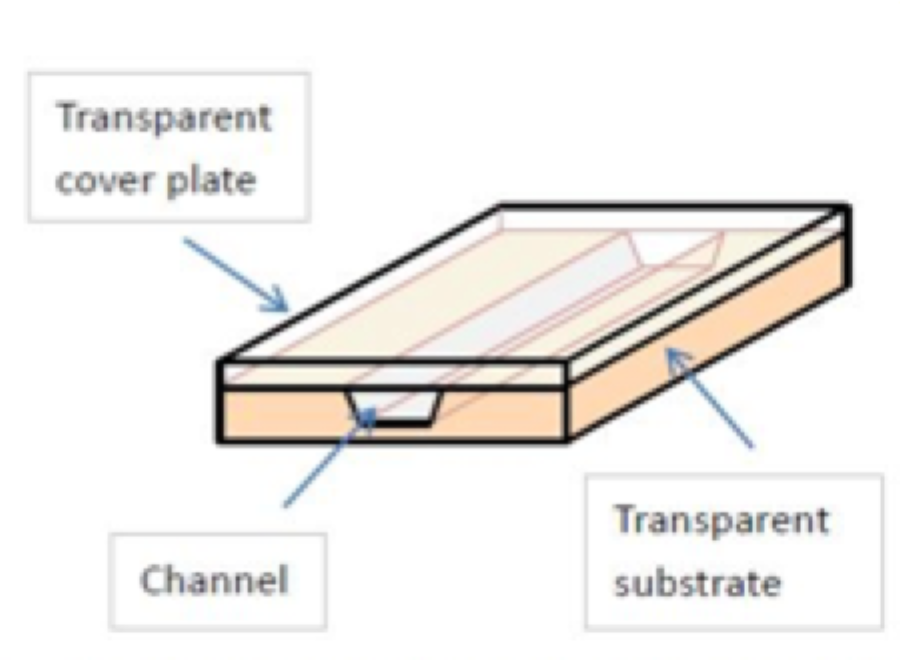 Transparent
cover plate
Channel
Transparent
substrate